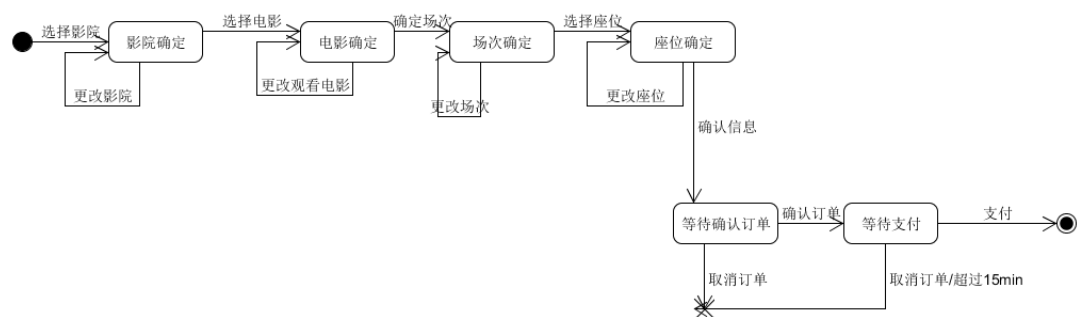 选择影院
影院确定
选择电影
电影确定
确定场次
场次确定
选择座位
座位确定
更改影院
更改观看电影
更改场次
更改座位
确认信息
等待确认订单
确认订单
等待支付
支付
取消订单
取消订单/超过15min